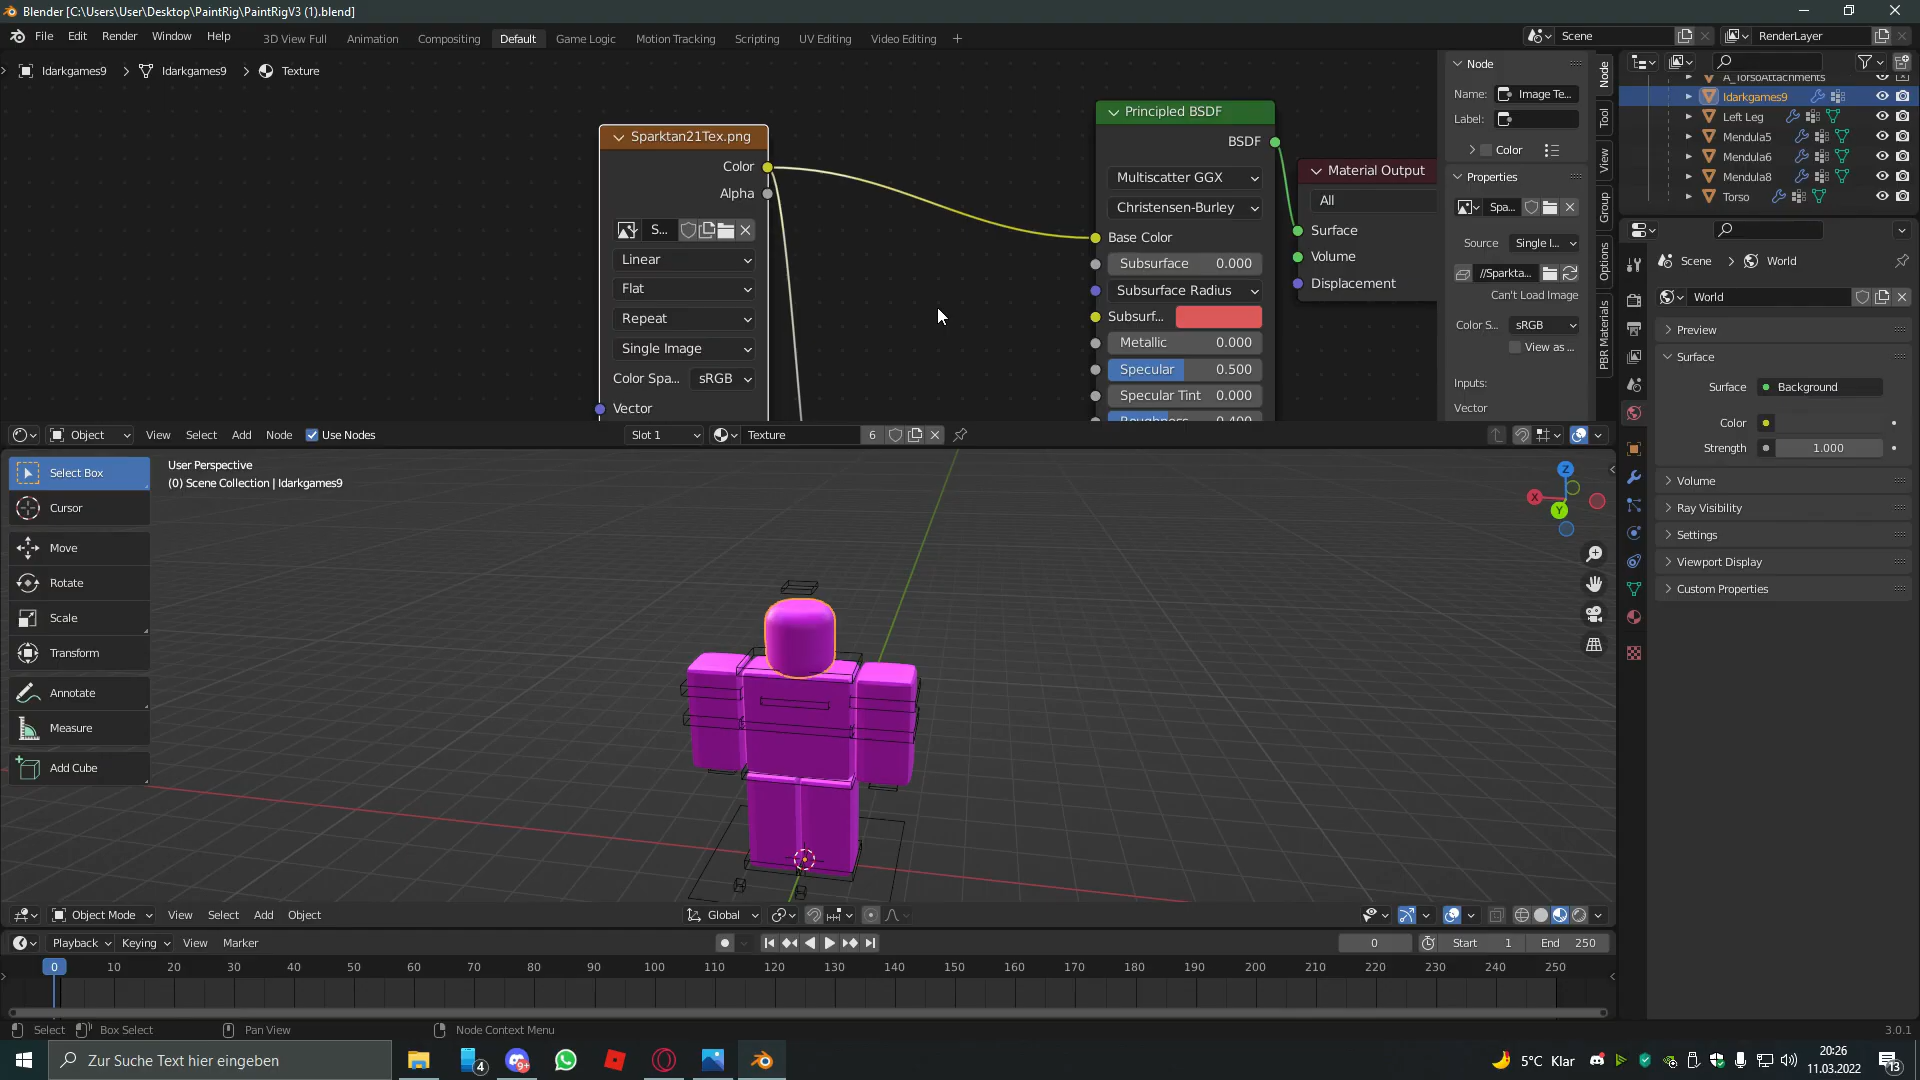 Blender [C:\Users\User\Desktop\PaintRig\PaintRigV3 (1).blend]
File Edit Render Window Help
3D View Full Animation Compositing Default Game Logic Motion Tracking Scripting UV Editing Video Editing +
Scene RenderLayer
Idarkgames9 > Idarkgames9 > Texture
Sparktan21Tex.png
Color
Alpha
S...
Linear
Flat
Repeat
Single Image
Color Spa... sRGB
Vector
Principled BSDF
BSDF
Multiscatter GGX
Christensen-Burley
Base Color
Subsurface 0.000
Subsurface Radius
Subsurf...
Metallic 0.000
Specular 0.500
Specular Tint 0.000
Roughness 0.400
Material Output
All
Surface
Volume
Displacement
Node
Name: Image Te...
Label:
Color
Properties
Spa...
Source Single I...
//Sparkta...
Can't Load Image
Color S... sRGB
View as ...
Inputs:
Vector
Node
Tool
View
Group
Options
PBR Materials
A_TorsoAttachments
Idarkgames9
Left Leg
Mendula5
Mendula6
Mendula8
Torso
Scene > World
World
Preview
Surface
Surface Background
Color
Strength 1.000
Volume
Ray Visibility
Settings
Viewport Display
Custom Properties
Object View Select Add Node Use Nodes Slot 1 Texture 6
Select Box
Cursor
Move
Rotate
Scale
Transform
Annotate
Measure
Add Cube
User Perspective
(0) Scene Collection | Idarkgames9
Z
X
Y
Object Mode View Select Add Object Global
Playback Keying View Marker 0 Start 1 End 250
0 10 20 30 40 50 60 70 80 90 100 110 120 130 140 150 160 170 180 190 200 210 220 230 240 250
Select Box Select Pan View Node Context Menu 3.0.1
Zur Suche Text hier eingeben
4
9+
5°C Klar
20:26
11.03.2022
13